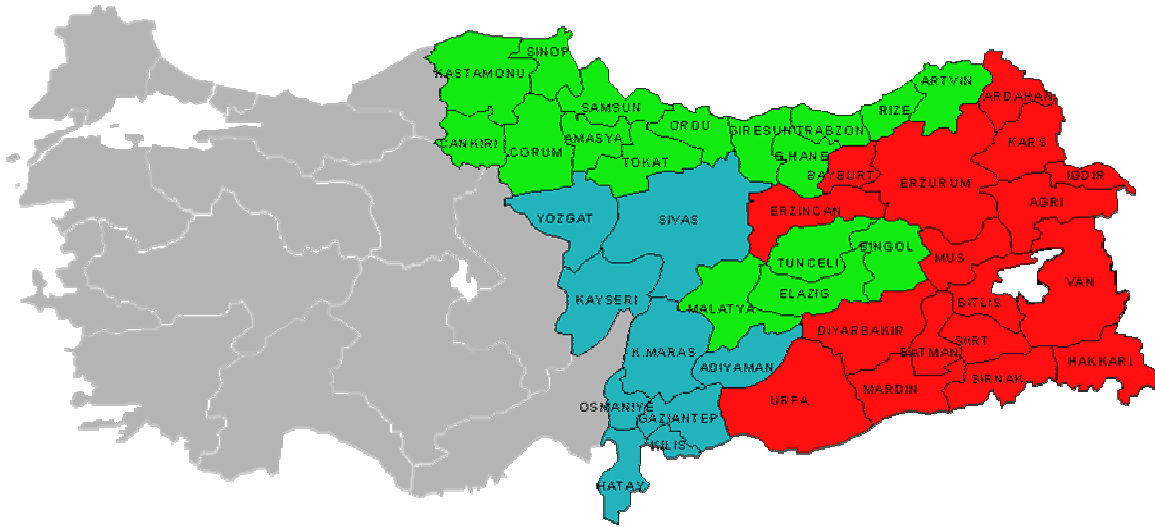 SINOP
KASTAMONU
ARTVIN
ARDAHAN
SAMSUN
RIZE
ORDU
GIRESUN
TRABZON
AMASYA
CANKIRI
CORUM
KARS
G.HANE
TOKAT
BAYBURT
IGDIR
ERZURUM
AGRI
ERZINCAN
YOZGAT
SIVAS
BINGOL
TUNCELI
MUS
VAN
ELAZIG
KAYSERI
BITLIS
MALATYA
DIYARBAKIR
SIIRT
K.MARAS
BATMAN
HAKKARI
ADIYAMAN
SIRNAK
MARDIN
URFA
OSMANIYE
GAZIANTEP
KILIS
HATAY